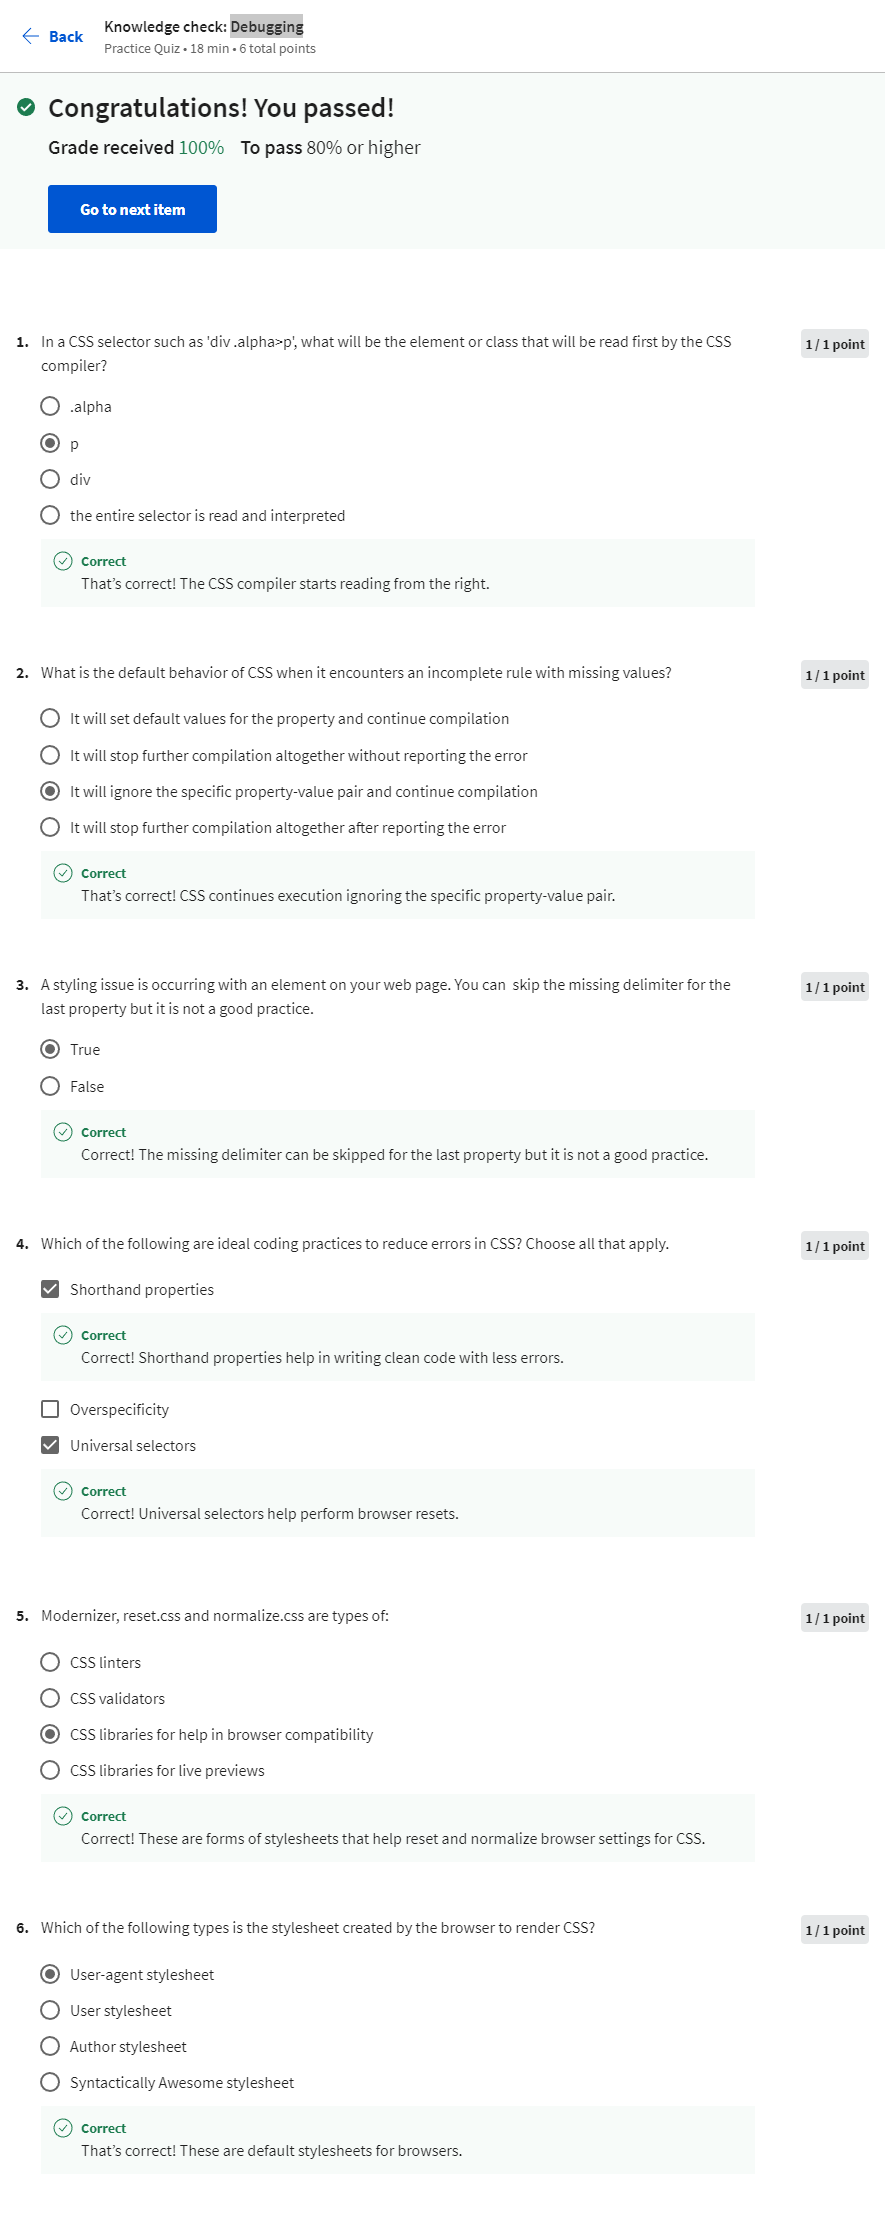 Back
Knowledge check: Debugging
Practice Quiz • 18 min • 6 total points
Congratulations! You passed!
Grade received 100% To pass 80% or higher
Go to next item
1. In a CSS selector such as 'div .alpha>p', what will be the element or class that will be read first by the CSS
compiler?
1 / 1 point
.alpha
p
div
the entire selector is read and interpreted
Correct
That's correct! The CSS compiler starts reading from the right.
2. What is the default behavior of CSS when it encounters an incomplete rule with missing values?
1 / 1 point
It will set default values for the property and continue compilation
It will stop further compilation altogether without reporting the error
It will ignore the specific property-value pair and continue compilation
It will stop further compilation altogether after reporting the error
Correct
That's correct! CSS continues execution ignoring the specific property-value pair.
3. A styling issue is occurring with an element on your web page. You can skip the missing delimiter for the
last property but it is not a good practice.
1 / 1 point
True
False
Correct
Correct! The missing delimiter can be skipped for the last property but it is not a good practice.
4. Which of the following are ideal coding practices to reduce errors in CSS? Choose all that apply.
1 / 1 point
Shorthand properties
Correct
Correct! Shorthand properties help in writing clean code with less errors.
Overspecificity
Universal selectors
Correct
Correct! Universal selectors help perform browser resets.
5. Modernizer, reset.css and normalize.css are types of:
1 / 1 point
CSS linters
CSS validators
CSS libraries for help in browser compatibility
CSS libraries for live previews
Correct
Correct! These are forms of stylesheets that help reset and normalize browser settings for CSS.
6. Which of the following types is the stylesheet created by the browser to render CSS?
1 / 1 point
User-agent stylesheet
User stylesheet
Author stylesheet
Syntactically Awesome stylesheet
Correct
That's correct! These are default stylesheets for browsers.